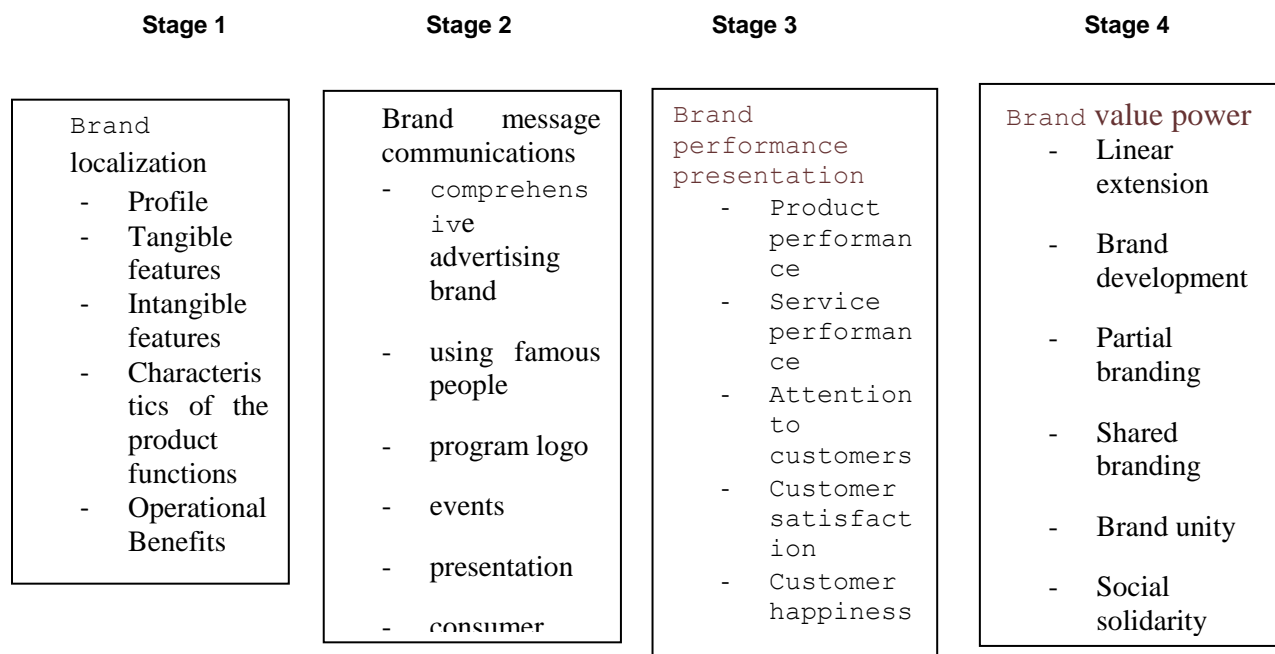 Stage 1
Stage 2
Stage 3
Stage 4
Brand
localization
- Profile
- Tangible
features
- Intangible
features
- Characteris
tics of the
product
functions
- Operational
Benefits
Brand message
communications
- comprehens
ive
advertising
brand
- using famous
people
- program logo
- events
- presentation
- consumer
Brand
performance
presentation
- Product
performan
ce
- Service
performan
ce
- Attention
to
customers
- Customer
satisfact
ion
- Customer
happiness
Brand value power
- Linear
extension
- Brand
development
- Partial
branding
- Shared
branding
- Brand unity
- Social
solidarity